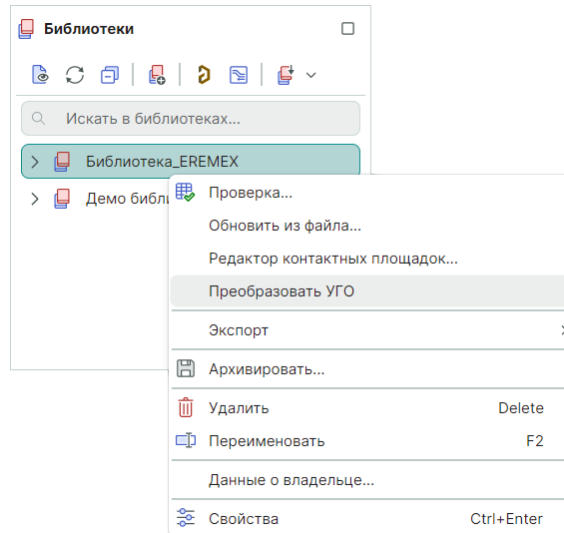 Библиотеки
Искать в библиотеках...
Библиотека_EREMEX
Демо библ
Проверка...
Обновить из файла...
Редактор контактных площадок...
Преобразовать УГО
Экспорт
Архивировать...
Удалить Delete
Переименовать F2
Данные о владельце...
Свойства Ctrl+Enter